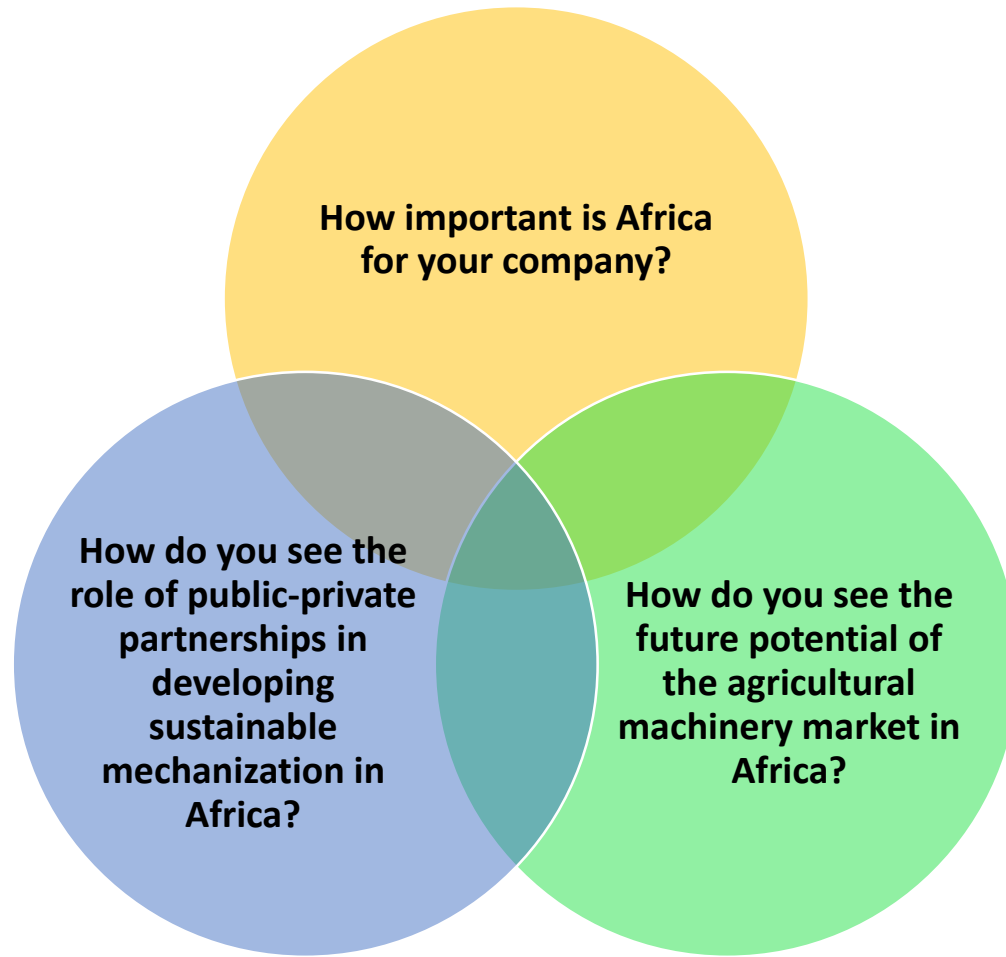 How important is Africa
for your company?
How do you see the
role of public-private
partnerships in
developing
sustainable
mechanization in
Africa?
How do you see the
future potential of
the agricultural
machinery market in
Africa?